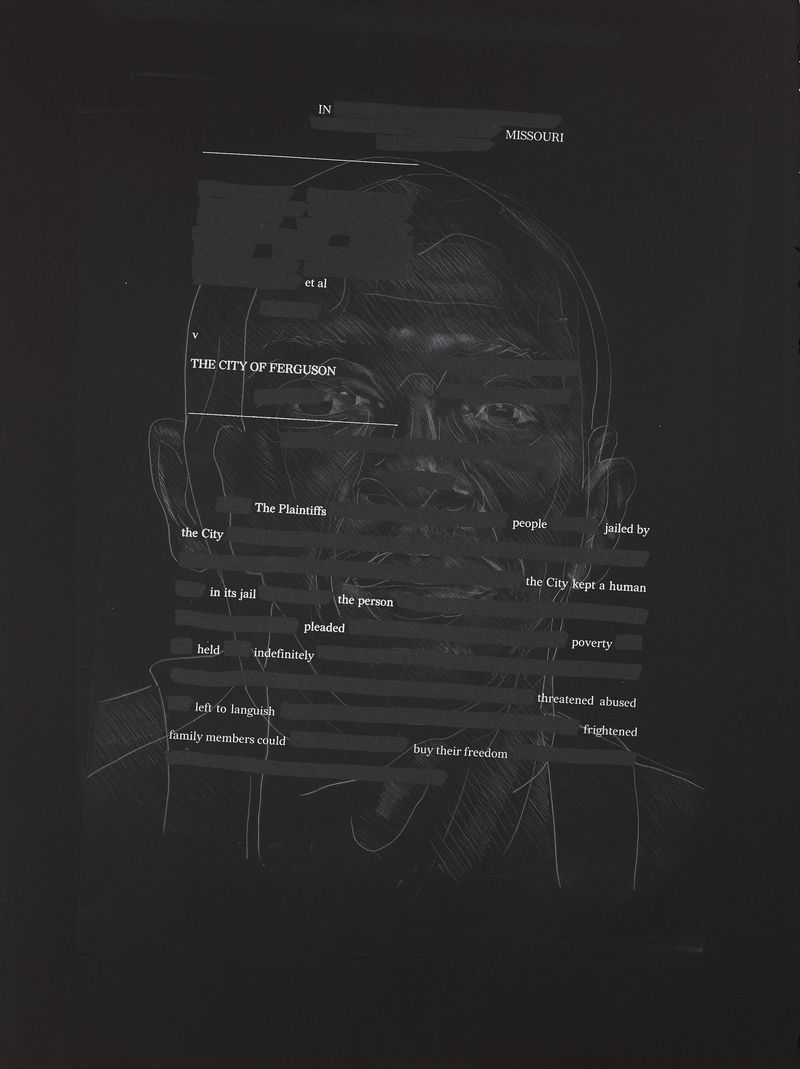 IN
MISSOURI
et al
v
THE CITY OF FERGUSON
The Plaintiffs people jailed by
the City
the City kept a human
in its jail the person
pleaded poverty
held indefinitely
threatened abused
left to languish frightened
family members could buy their freedom